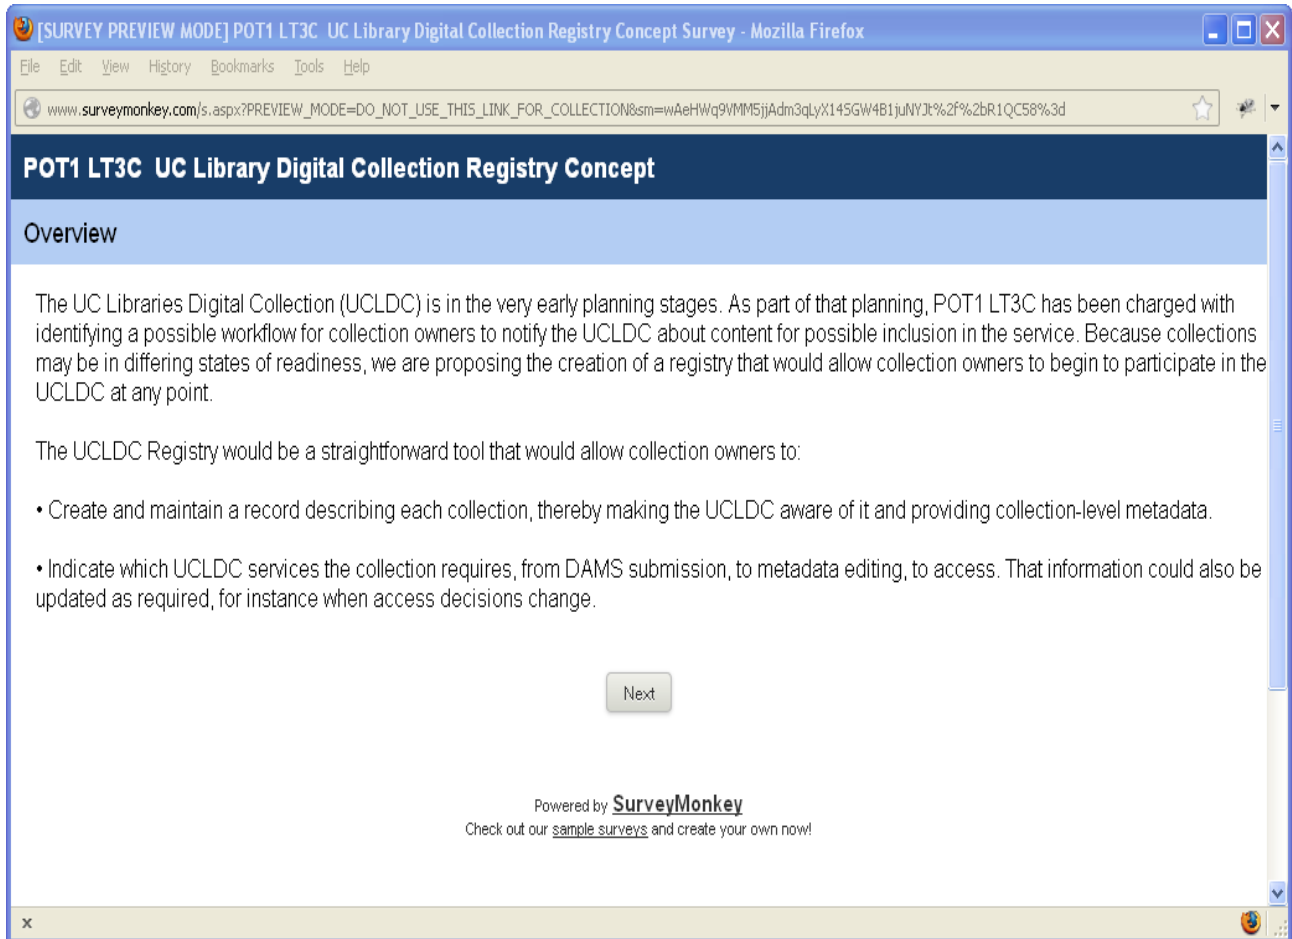 [SURVEY PREVIEW MODE] POT1 LT3C  UC Library Digital Collection Registry Concept Survey - Mozilla Firefox
File Edit View History Bookmarks Tools Help
www.surveymonkey.com/s.aspx?PREVIEW_MODE=DO_NOT_USE_THIS_LINK_FOR_COLLECTION&sm=wAeHWq9VMM5jjAdm3qLyX145GW4B1juNYJt%2f%2bR1QC58%3d
POT1 LT3C  UC Library Digital Collection Registry Concept
Overview
The UC Libraries Digital Collection (UCLDC) is in the very early planning stages. As part of that planning, POT1 LT3C has been charged with
identifying a possible workflow for collection owners to notify the UCLDC about content for possible inclusion in the service. Because collections
may be in differing states of readiness, we are proposing the creation of a registry that would allow collection owners to begin to participate in the
UCLDC at any point.
The UCLDC Registry would be a straightforward tool that would allow collection owners to:
• Create and maintain a record describing each collection, thereby making the UCLDC aware of it and providing collection-level metadata.
• Indicate which UCLDC services the collection requires, from DAMS submission, to metadata editing, to access. That information could also be
updated as required, for instance when access decisions change.
Next
Powered by SurveyMonkey
Check out our sample surveys and create your own now!
x